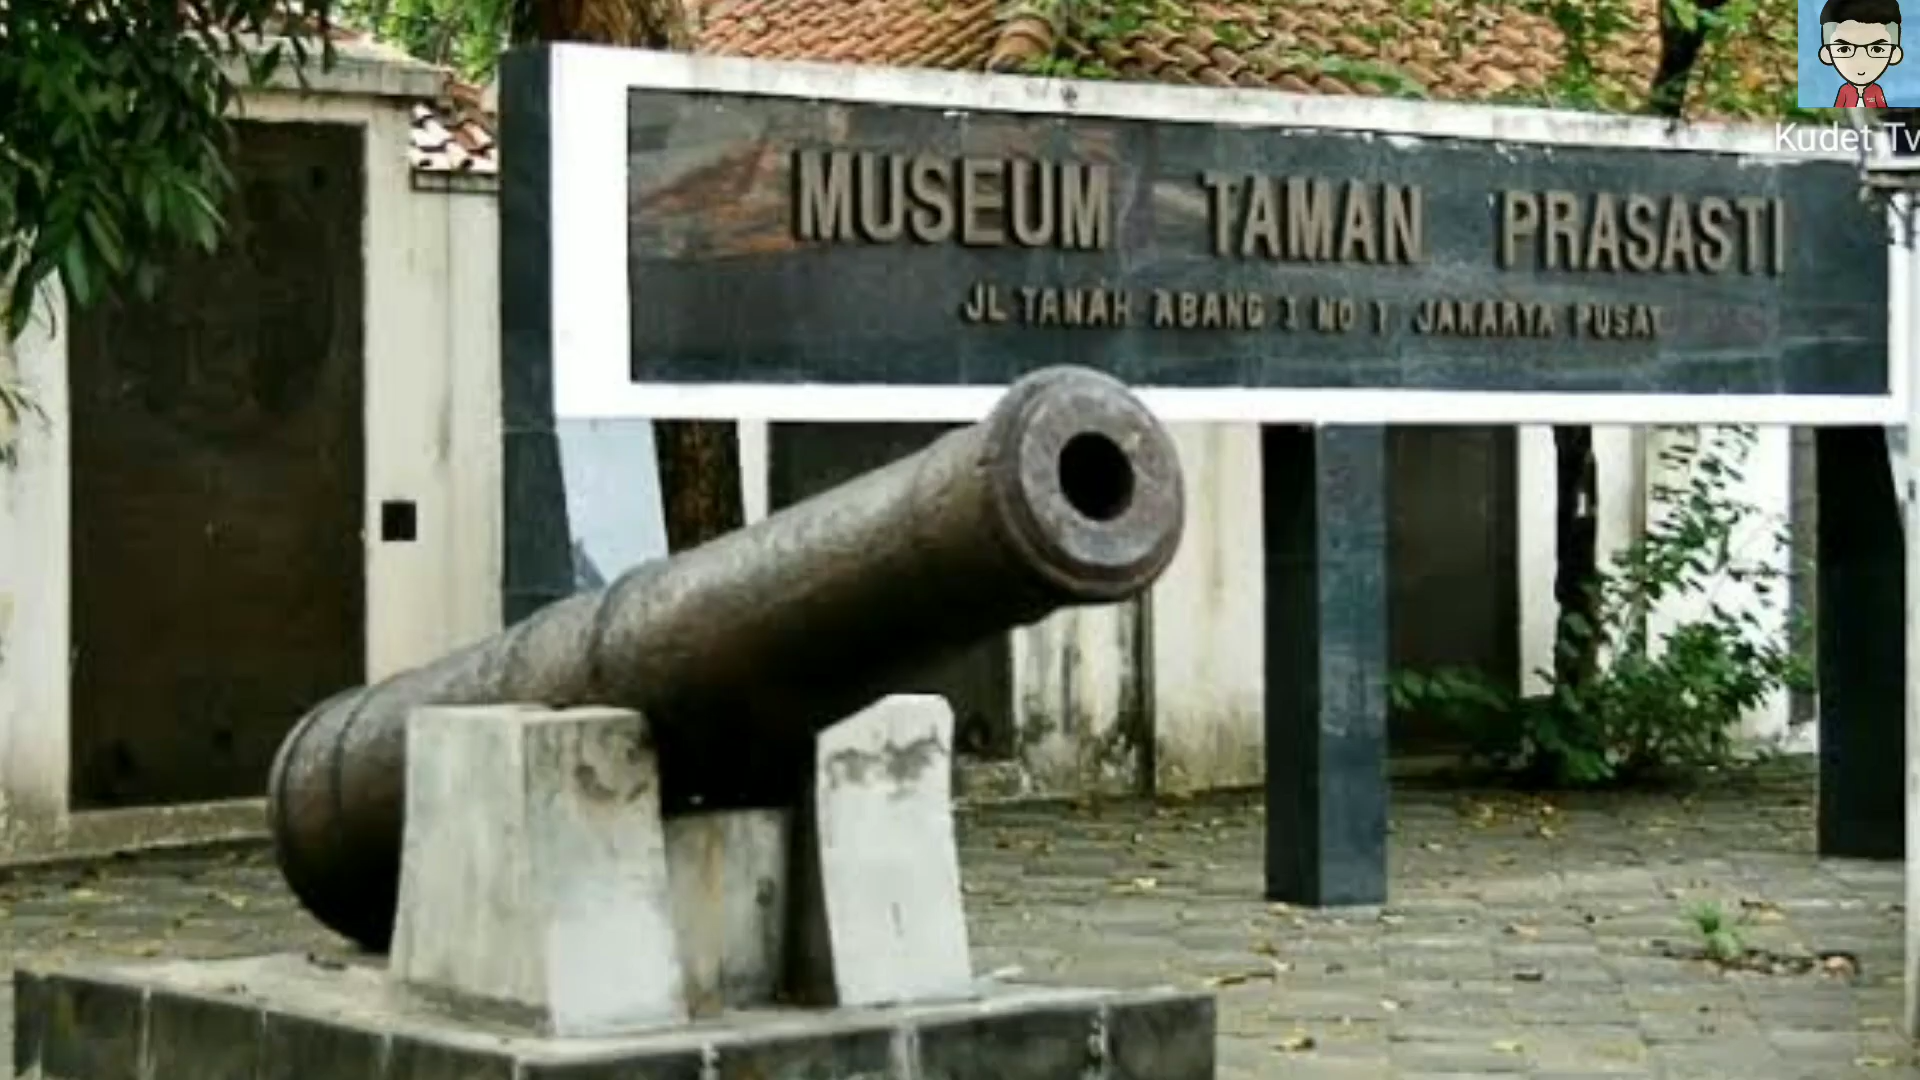 Kudet Tv
MUSEUM TAMAN PRASASTI
JL TANAH ABANG I NO 1 JAKARTA PUSAT